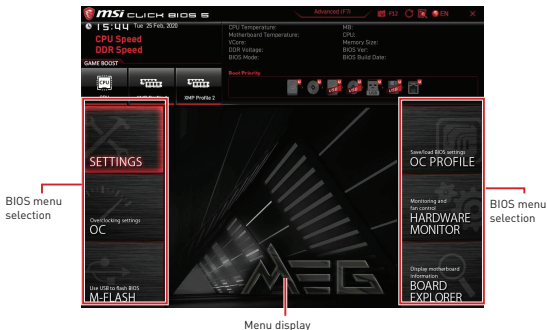 msi CLICK BIOS 5
Advanced (F7)
F12
EN
X
15:44 Tue 25 Feb, 2020
CPU Speed
DDR Speed
CPU Temperature:
Motherboard Temperature:
VCore:
DDR Voltage:
BIOS Mode:
MB:
CPU:
Memory Size:
BIOS Ver:
BIOS Build Date:
GAME BOOST
Boot Priority
CPU
XMP Profile 2
SETTINGS
Overclocking settings
OC
Use USB to flash BIOS
M-FLASH
Save/load BIOS settings
OC PROFILE
Monitoring and
fan control
HARDWARE
MONITOR
Display motherboard
information
BOARD
EXPLORER
MEG
BIOS menu
selection
BIOS menu
selection
Menu display